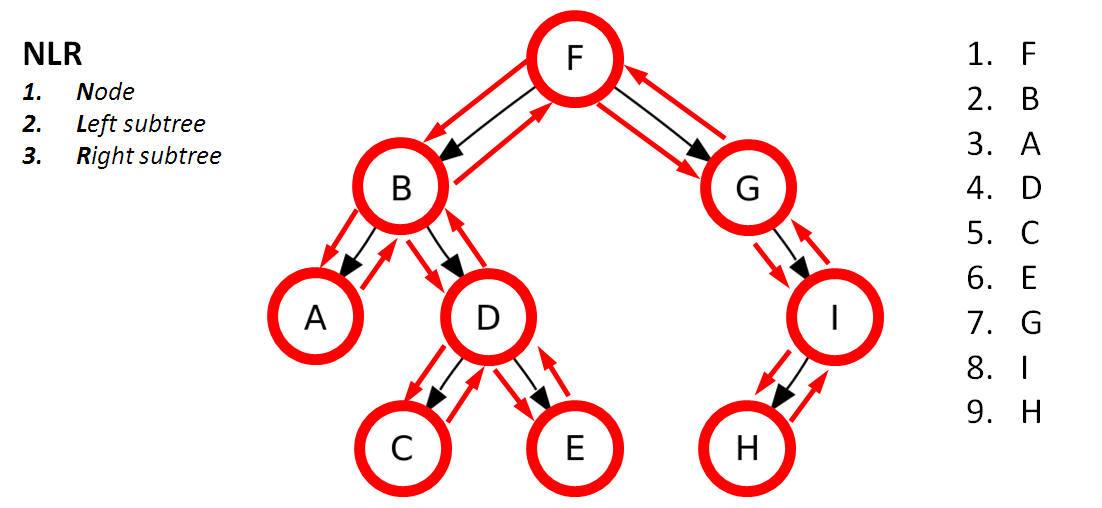 NLR
1. Node
2. Left subtree
3. Right subtree
F
B
G
A
D
I
C
E
H
1. F
2. B
3. A
4. D
5. C
6. E
7. G
8. I
9. H